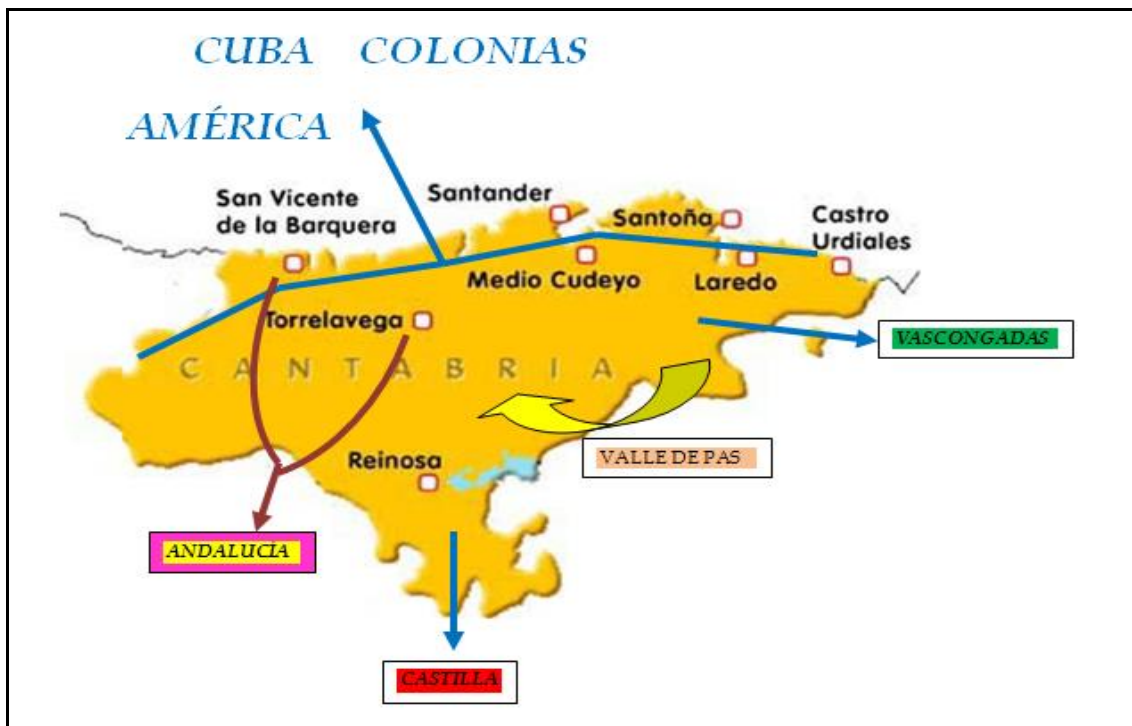 CUBA COLONIAS
AMÉRICA
San Vicente
de la Barquera
Santander
Santoña
Castro
Urdiales
Medio Cudeyo
Laredo
Torrelavega
VASCONGADAS
CANTABRIA
VALLE DE PAS
Reinosa
ANDALUCÍA
CASTILLA